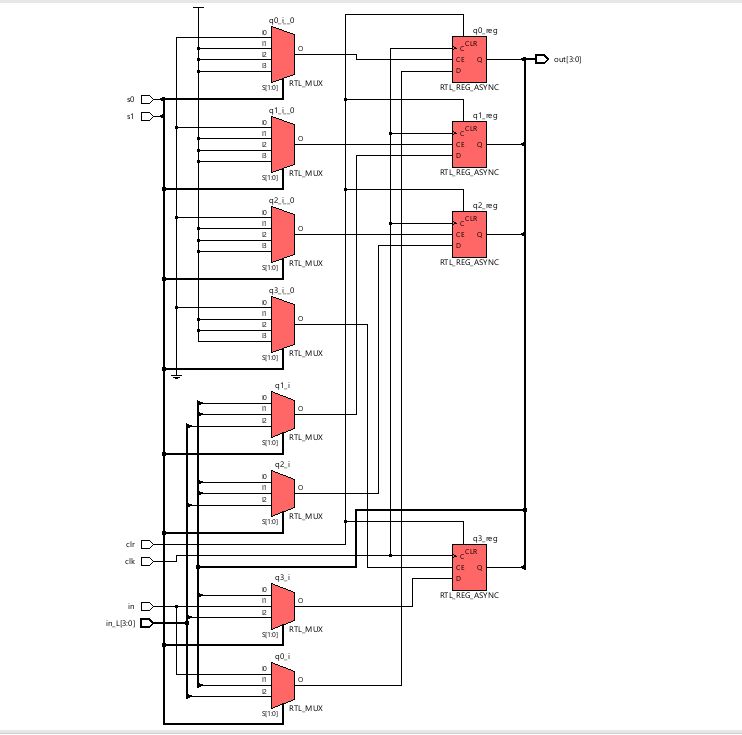 q0_i__0
I0
I1
I2
I3
O
S[1:0]
RTL_MUX
q0_reg
CLR
C
CE
Q
D
RTL_REG_ASYNC
out[3:0]
s0
s1
q1_i__0
I0
I1
I2
I3
O
S[1:0]
RTL_MUX
q1_reg
CLR
C
CE
Q
D
RTL_REG_ASYNC
q2_i__0
I0
I1
I2
I3
O
S[1:0]
RTL_MUX
q2_reg
CLR
C
CE
Q
D
RTL_REG_ASYNC
q3_i__0
I0
I1
I2
I3
O
S[1:0]
RTL_MUX
q1_i
I0
I1
I2
O
S[1:0]
RTL_MUX
q2_i
I0
I1
I2
O
S[1:0]
RTL_MUX
clr
clk
q3_reg
CLR
C
CE
Q
D
RTL_REG_ASYNC
q3_i
I0
I1
I2
O
S[1:0]
RTL_MUX
in
in_L[3:0]
q0_i
I0
I1
I2
O
S[1:0]
RTL_MUX